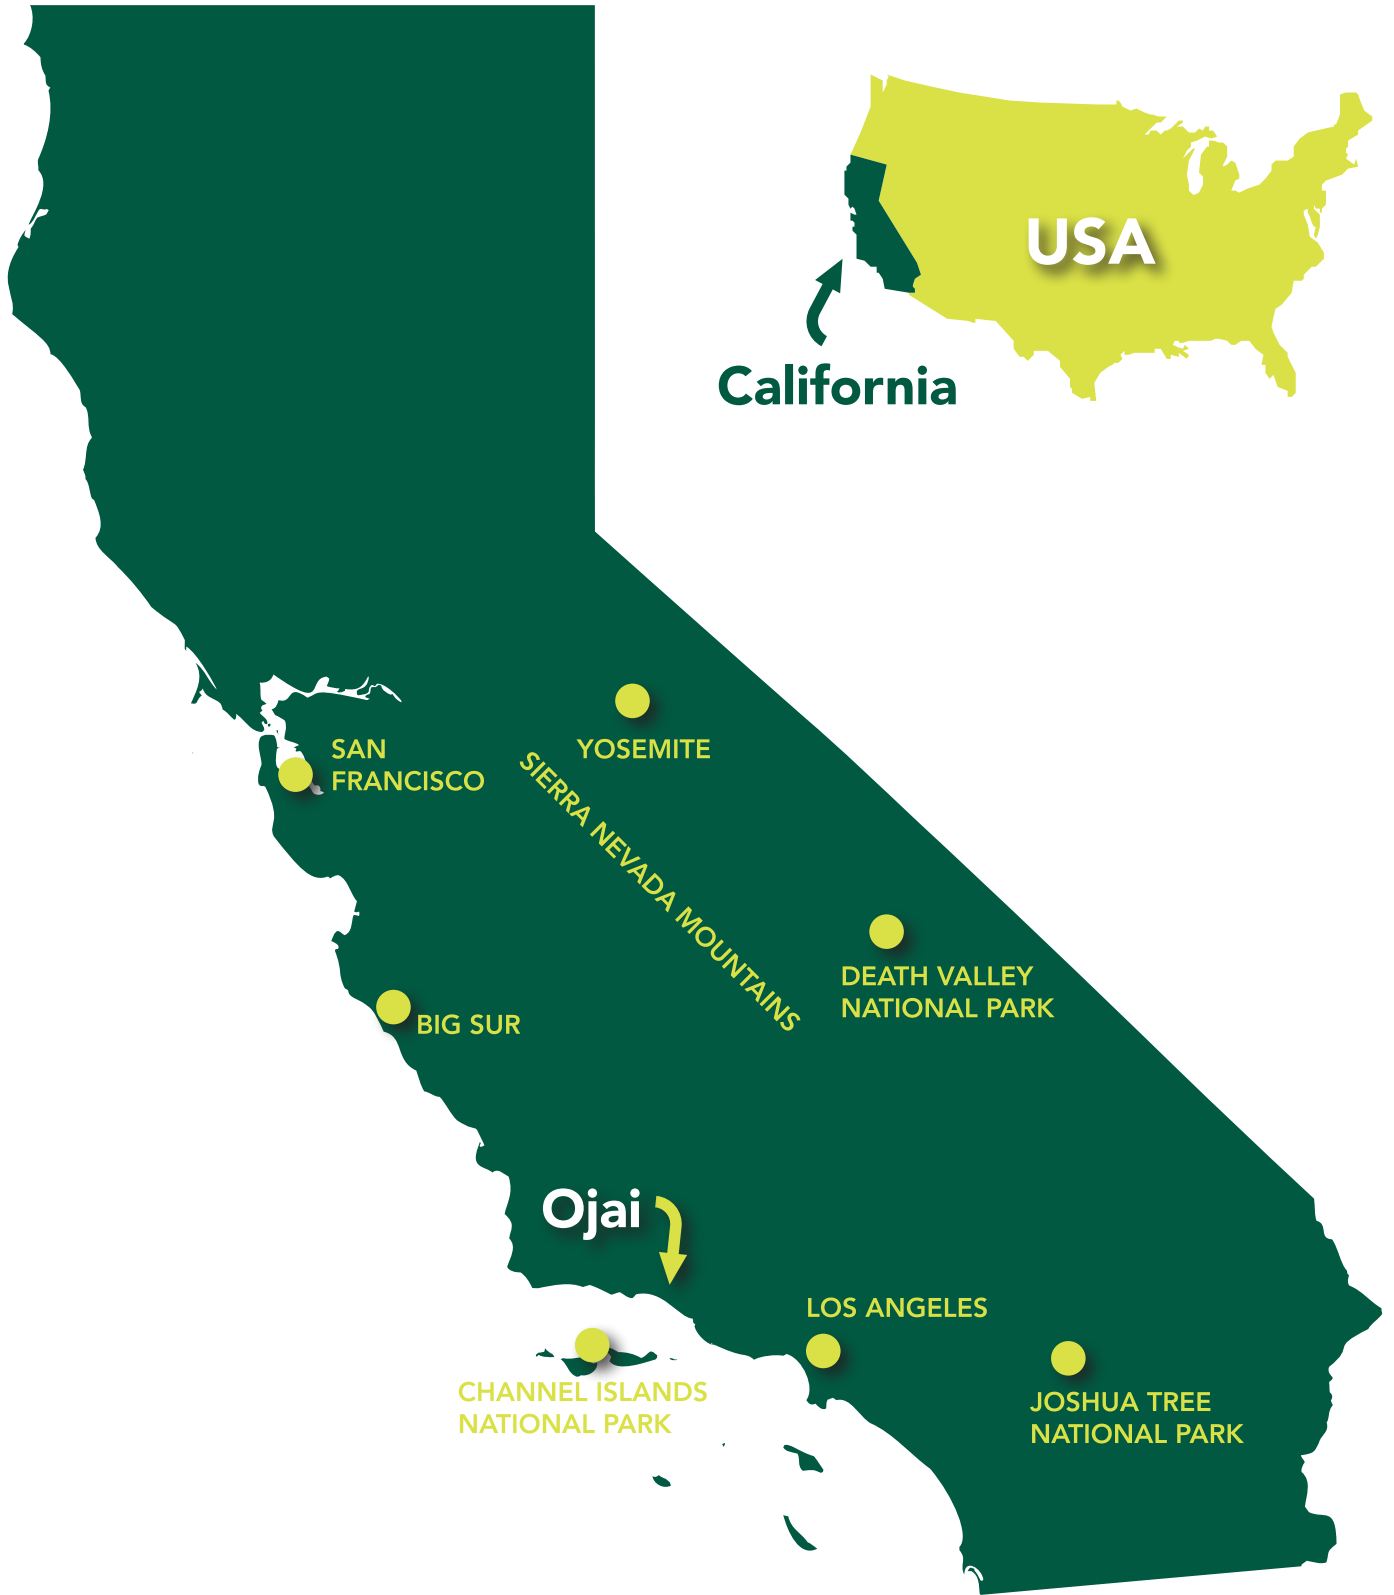 USA
California
SAN
FRANCISCO
YOSEMITE
SIERRA NEVADA MOUNTAINS
DEATH VALLEY
NATIONAL PARK
BIG SUR
Ojai
LOS ANGELES
CHANNEL ISLANDS
NATIONAL PARK
JOSHUA TREE
NATIONAL PARK